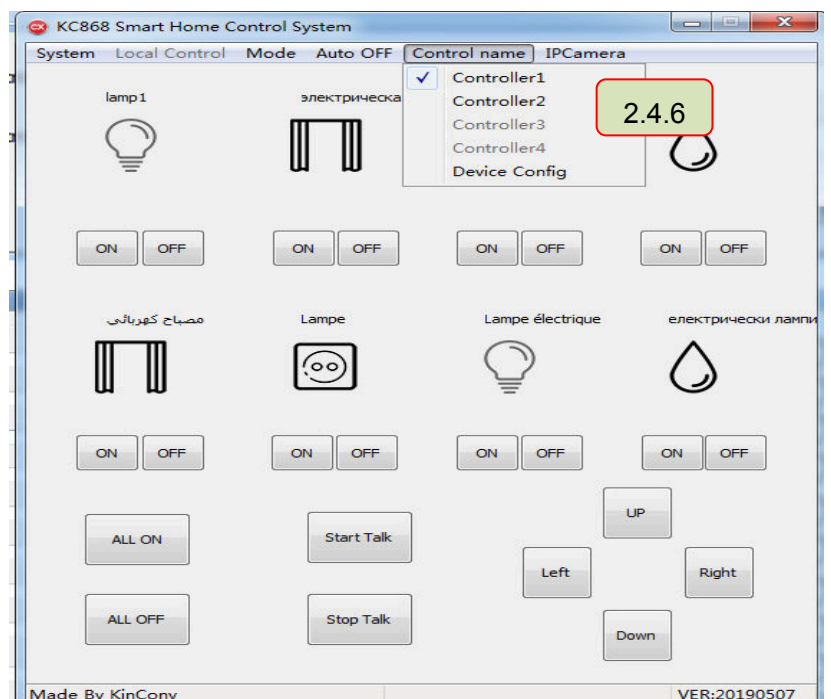 KC868 Smart Home Control System
System Local Control Mode Auto OFF Control name IPCamera
✓ Controller1
Controller2
Controller3
Controller4
Device Config
2.4.6
lamp1
электрическа
ON OFF ON OFF ON OFF ON OFF
مصباح كهربائي
Lampe
Lampe électrique
електрически лампи
ON OFF ON OFF ON OFF ON OFF
ALL ON
Start Talk
UP
Left
Right
ALL OFF
Stop Talk
Down
Made By KinCony
VER:20190507